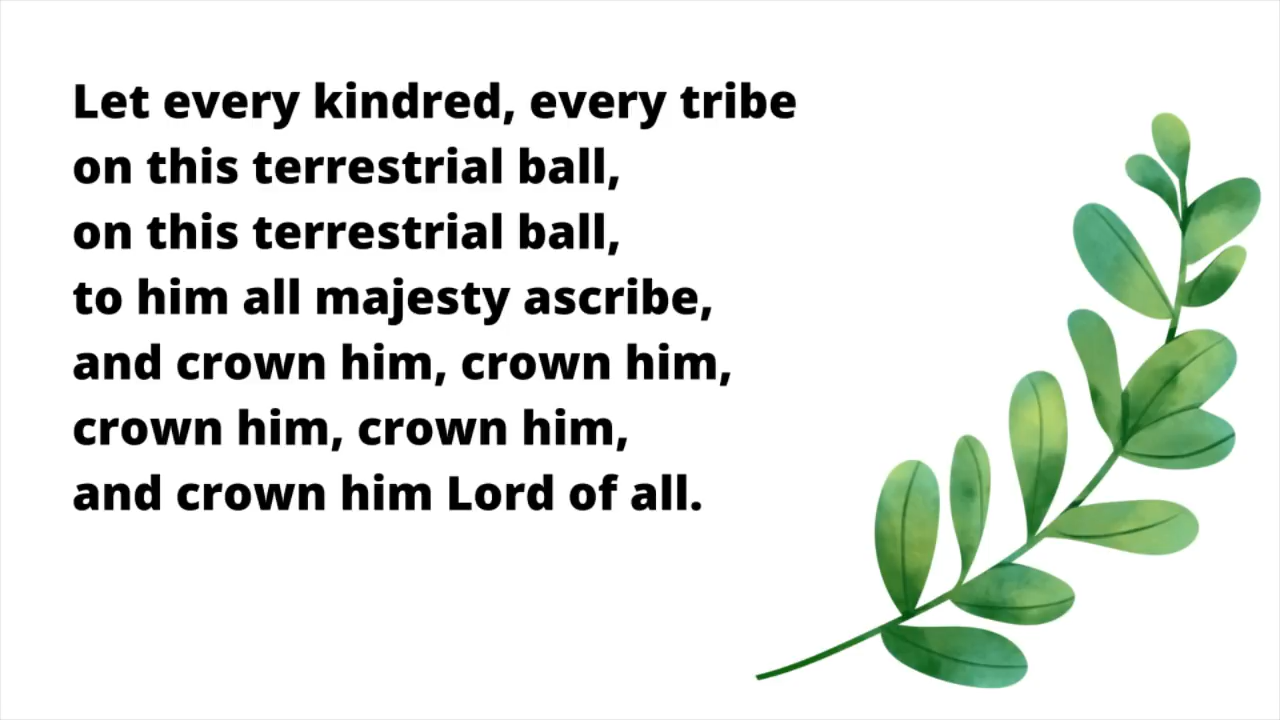 Let every kindred, every tribe
on this terrestrial ball,
on this terrestrial ball,
to him all majesty ascribe,
and crown him, crown him,
crown him, crown him,
and crown him Lord of all.